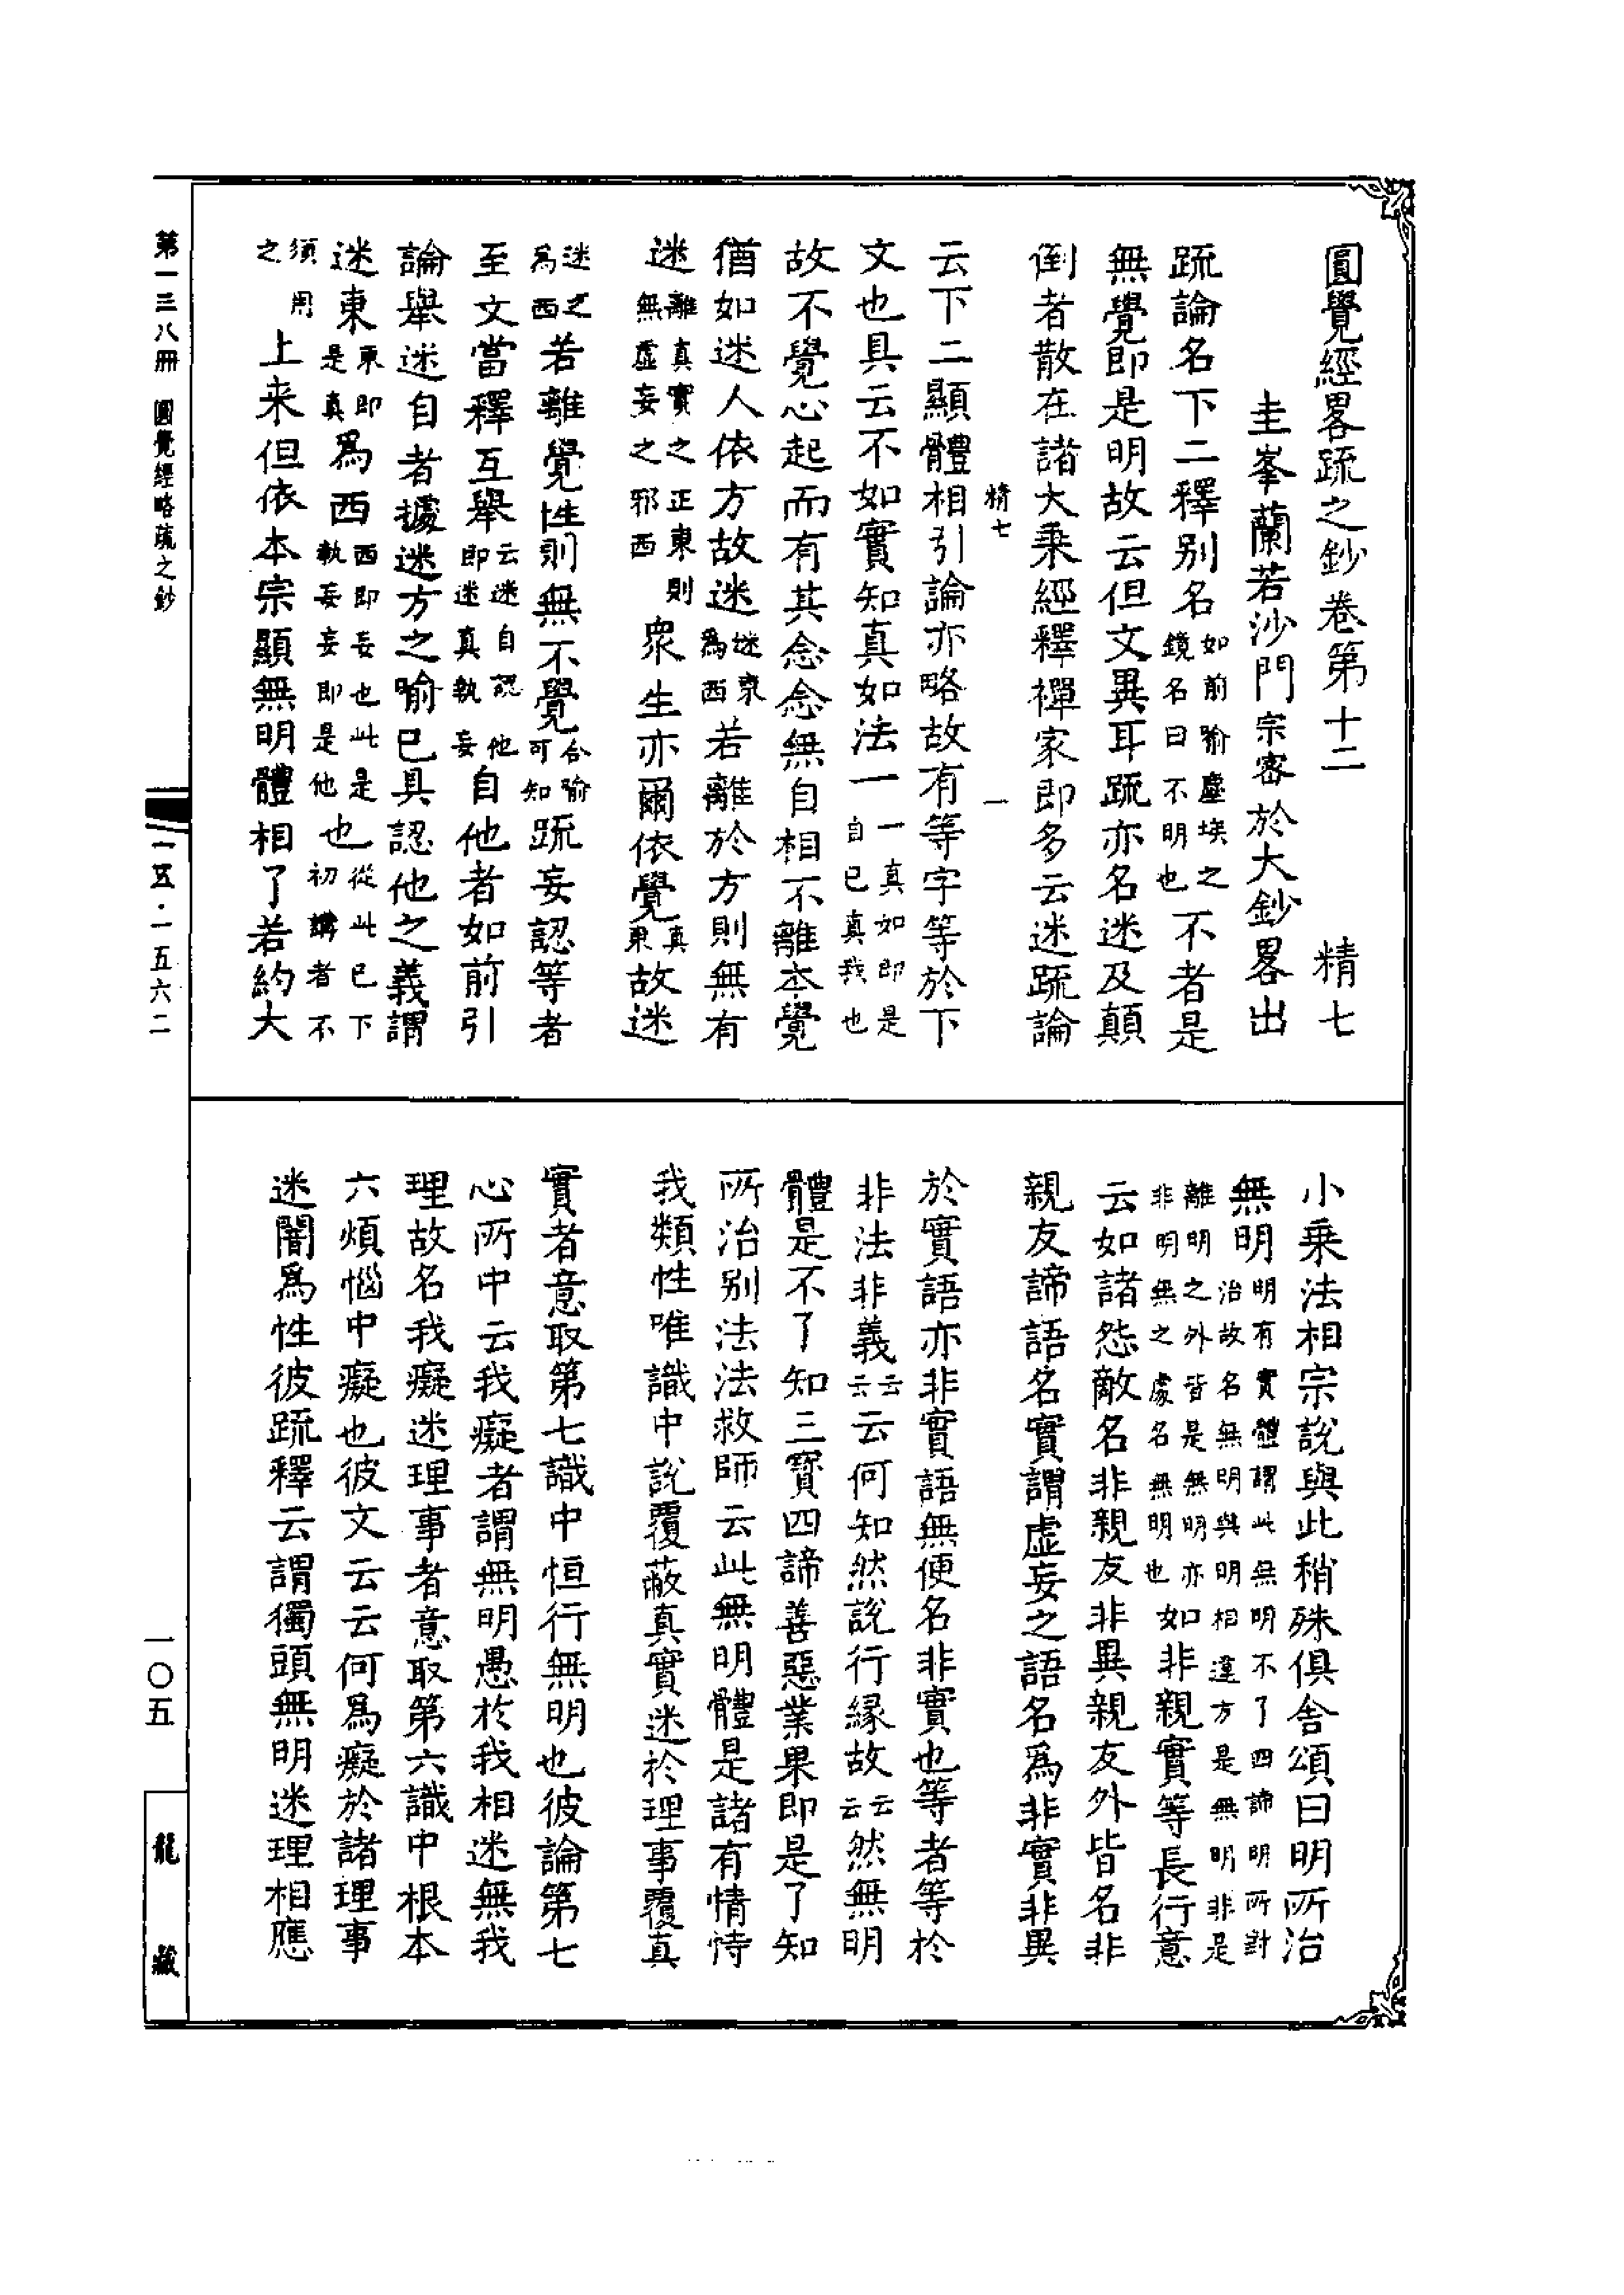 圓覺經畧疏之鈔卷第十二　精七
圭峯蘭若沙門宗密於大鈔畧出
疏論名下二釋别名如前喻塵埃之鏡名曰不明也不者是
無覺即是明故云但文異耳疏亦名迷及顛
倒者散在諸大乘經釋禪家即多云迷疏論
精七　一
云下二顯體相引論亦略故有等字等於下
文也具云不如實知真如法一一一真如即是自已真我也
故不覺心起而有其念念無自相不離本覺
猶如迷人依方故迷迷東爲西若離於方則無有
迷離真實之正東則無虛妄之邪西衆生亦爾依覺真東故迷
迷之爲西若離覺性則無不覺合喻可知疏妄認等者
至文當釋互舉云迷自認他即迷真執妄自他者如前引
論舉迷自者據迷方之喻已具認他之義謂
迷東東即是真爲西西即妄也此是執妄妄即是他也從此已下初講者不
須用之上来但依本宗顯無明體相了若約大
小乘法相宗說與此稍殊俱舍頌曰明所治
無明明有實體謂此無明不了四諦明所對治故名無明與明相違方是無明非是
離明之外皆是無明亦非明無之處名無明也如非親實等長行意
云如諸怨敵名非親友非異親友外皆名非
親友諦語名實謂虛妄之語名爲非實非異
於實語亦非實語無便名非實也等者等於
非法非義云云云何知然說行緣故云云然無明
體是不了知三寶四諦善惡業果即是了知
所治别法法救師云此無明體是諸有情恃
我類性唯識中說覆蔽真實迷於理事覆真
實者意取第七識中恒行無明也彼論第七
心所中云我癡者謂無明愚於我相迷無我
理故名我癡迷理事者意取第六識中根本
六煩惱中癡也彼文云云何爲癡於諸理事
迷闇爲性彼疏釋云謂獨頭無明迷理相應
第一三八册　圓覺經略疏之鈔
一五·一五六二
一〇五
龍藏